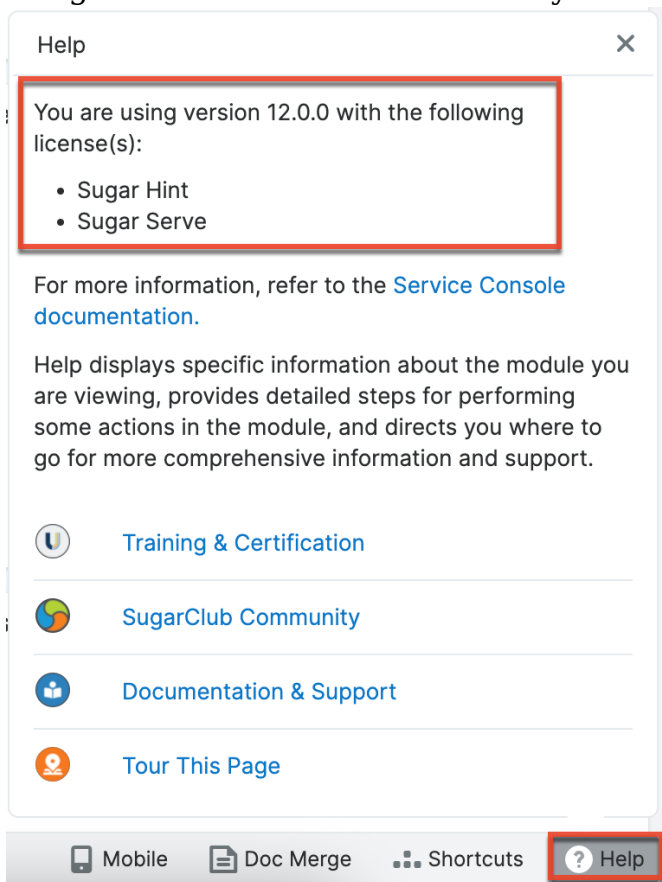 Help
You are using version 12.0.0 with the following
license(s):
• Sugar Hint
• Sugar Serve
For more information, refer to the Service Console
documentation.
Help displays specific information about the module you
are viewing, provides detailed steps for performing
some actions in the module, and directs you where to
go for more comprehensive information and support.
Training & Certification
SugarClub Community
Documentation & Support
Tour This Page
Mobile Doc Merge Shortcuts ? Help